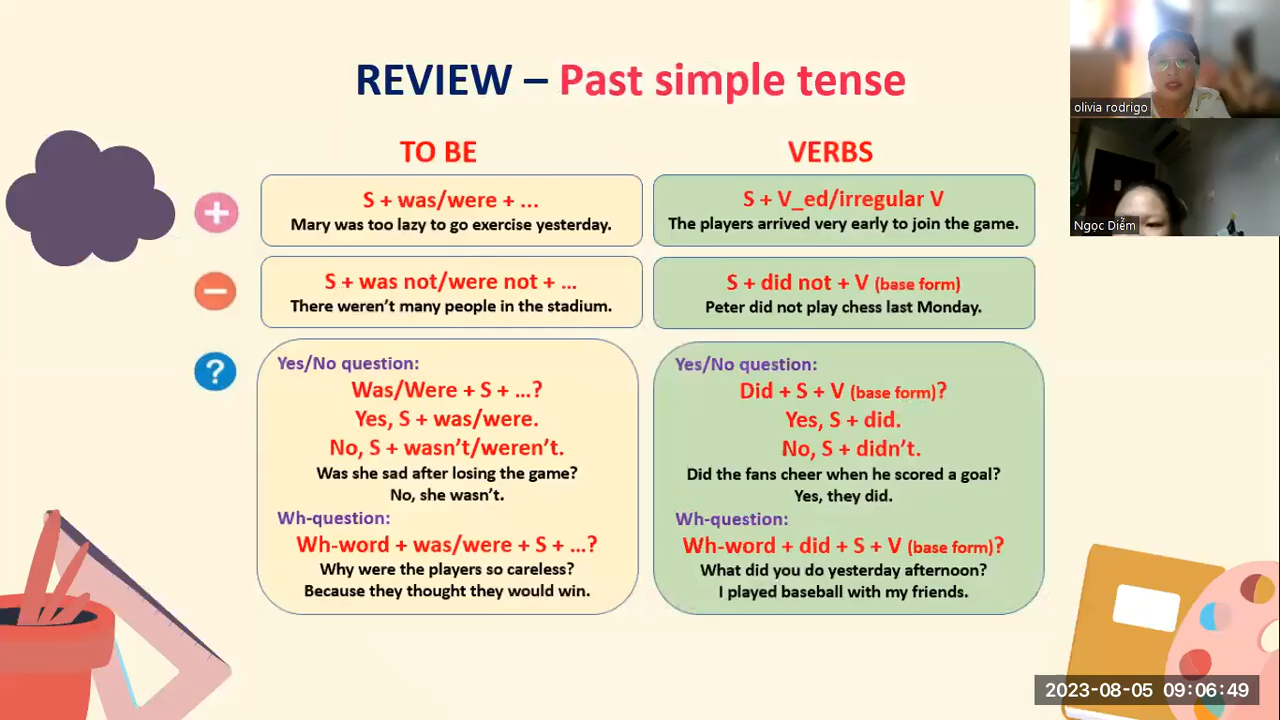 REVIEW – Past simple tense
TO BE
S + was/were + ...
Mary was too lazy to go exercise yesterday.
S + was not/were not + ...
There weren't many people in the stadium.
Yes/No question:
Was/Were + S + ...?
Yes, S + was/were.
No, S + wasn't/weren't.
Was she sad after losing the game?
No, she wasn't.
Wh-question:
Wh-word + was/were + S + ...?
Why were the players so careless?
Because they thought they would win.
VERBS
S + V_ed/irregular V
The players arrived very early to join the game.
S + did not + V (base form)
Peter did not play chess last Monday.
Yes/No question:
Did + S + V (base form)?
Yes, S + did.
No, S + didn't.
Did the fans cheer when he scored a goal?
Yes, they did.
Wh-question:
Wh-word + did + S + V (base form)?
What did you do yesterday afternoon?
I played baseball with my friends.
olivia rodrigo
Ngọc Diễm
2023-08-05 09:06:49